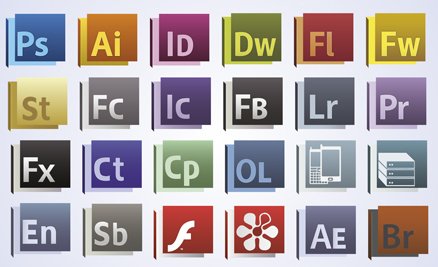 Ps Ai ID Dw Fl Fw
St Fc Ic FB Lr Pr
Fx Ct Cp OL
En Sb AE Br